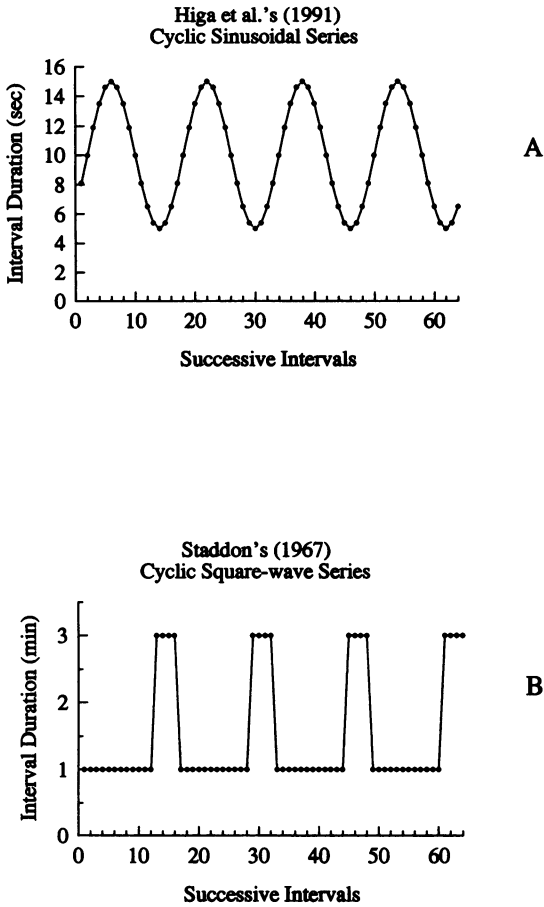 Higa et al.'s (1991)
Cyclic Sinusoidal Series
16
14
12
10
8
6
4
2
0
Interval Duration (sec)
A
0 10 20 30 40 50 60
Successive Intervals
Staddon's (1967)
Cyclic Square-wave Series
3
2
1
0
Interval Duration (min)
B
0 10 20 30 40 50 60
Successive Intervals